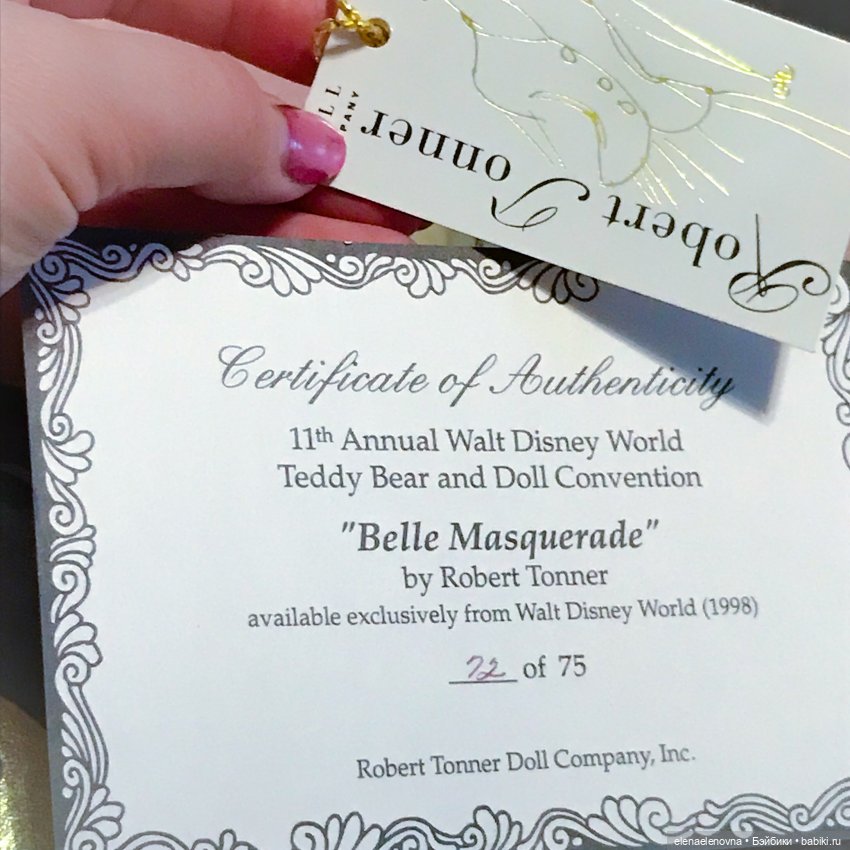 Robert Tonner
Certificate of Authenticity
11th Annual Walt Disney World
Teddy Bear and Doll Convention
"Belle Masquerade"
by Robert Tonner
available exclusively from Walt Disney World (1998)
72 of 75
Robert Tonner Doll Company, Inc.
elenaelenovna • Бэйбики • babiki.ru